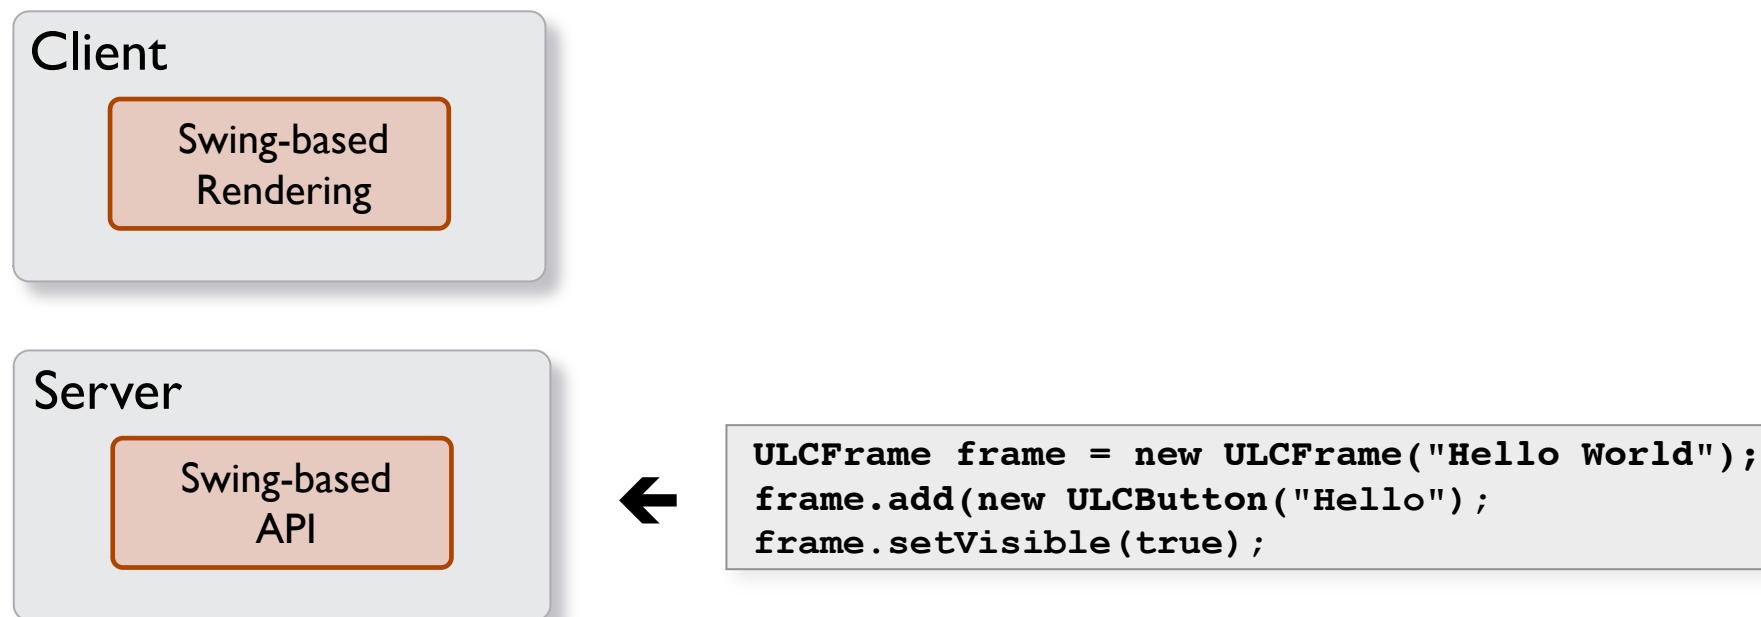 Client
Swing-based
Rendering
Server
Swing-based
API
ULCFrame frame = new ULCFrame("Hello World");
frame.add(new ULCButton("Hello");
frame.setVisible(true);